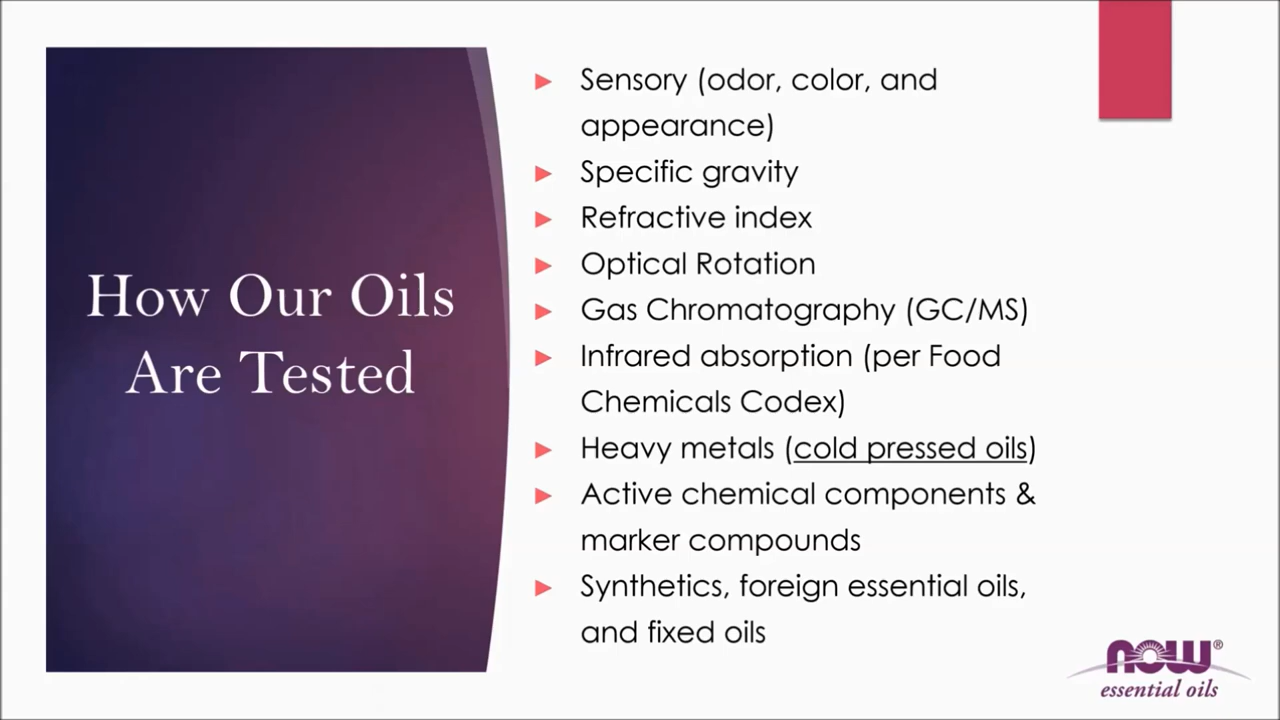 How Our Oils
Are Tested
► Sensory (odor, color, and
appearance)
► Specific gravity
► Refractive index
► Optical Rotation
► Gas Chromatography (GC/MS)
► Infrared absorption (per Food
Chemicals Codex)
► Heavy metals (cold pressed oils)
► Active chemical components &
marker compounds
► Synthetics, foreign essential oils,
and fixed oils
NOW®
essential oils